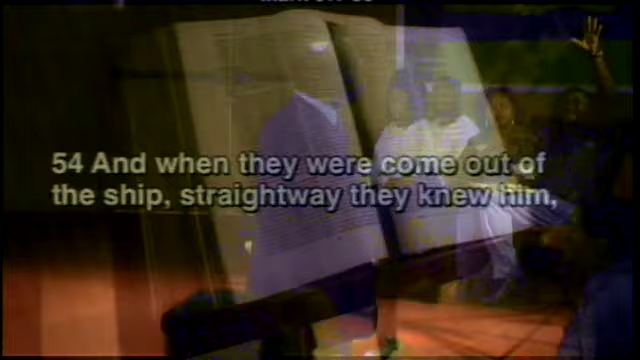 54 And when they were come out of
the ship, straightway they knew him,